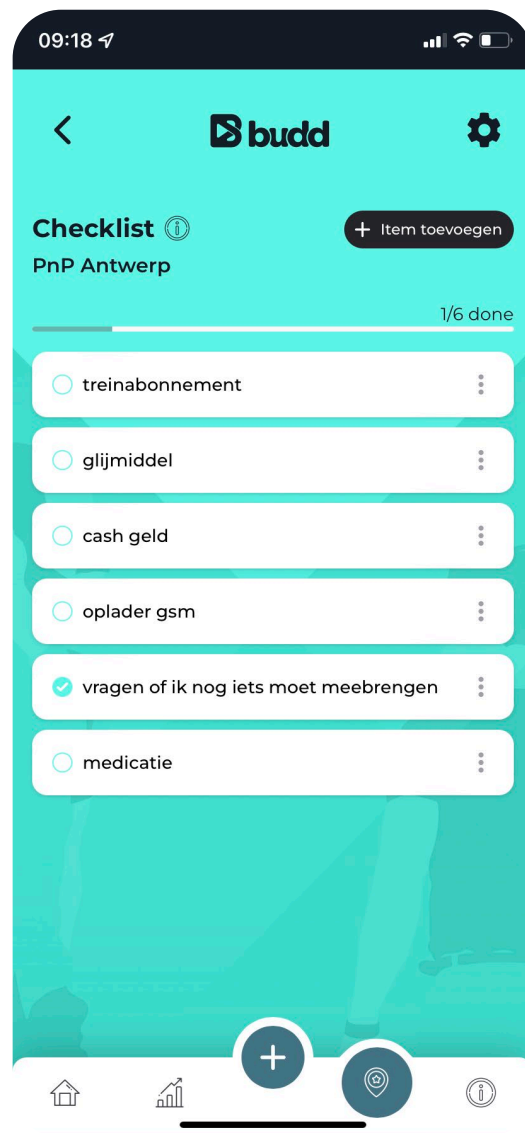 09:18
budd
Checklist
+ Item toevoegen
PnP Antwerp
1/6 done
treinabonnement
glijmiddel
cash geld
oplader gsm
vragen of ik nog iets moet meebrengen
medicatie